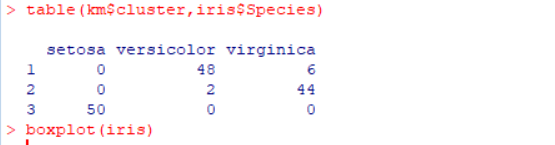 > table(km$cluster,iris$Species)
setosa versicolor virginica
1 0 48 6
2 0 2 44
3 50 0 0
> boxplot(iris)